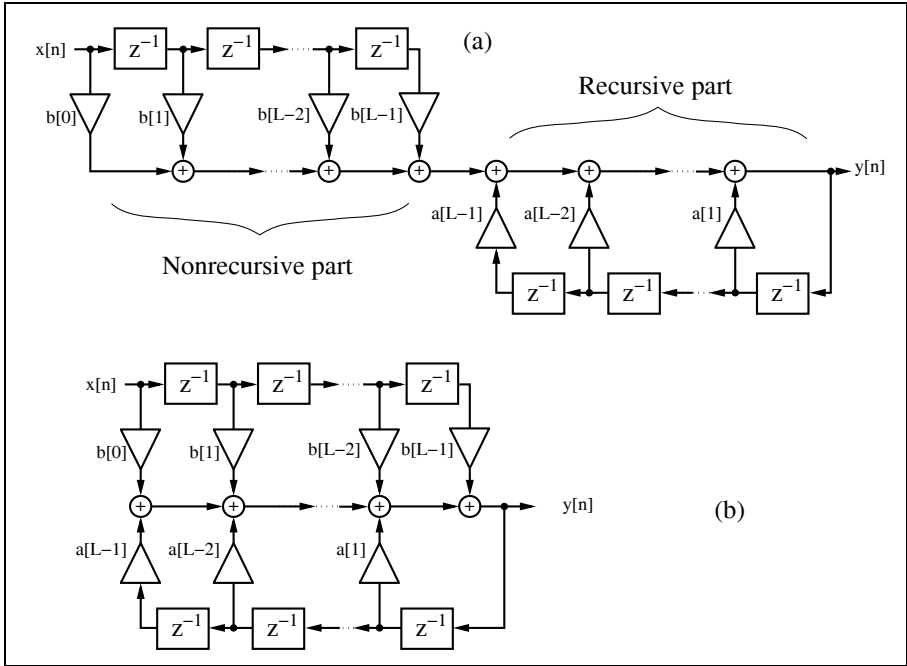 (a)
x[n] z⁻¹ z⁻¹ z⁻¹
b[0] b[1] b[L−2] b[L−1]
Recursive part
+ + + + + + y[n]
a[L−1] a[L−2] a[1]
Nonrecursive part
z⁻¹ z⁻¹ z⁻¹
x[n] z⁻¹ z⁻¹ z⁻¹
b[0] b[1] b[L−2] b[L−1]
+ + + + y[n]
(b)
a[L−1] a[L−2] a[1]
z⁻¹ z⁻¹ z⁻¹